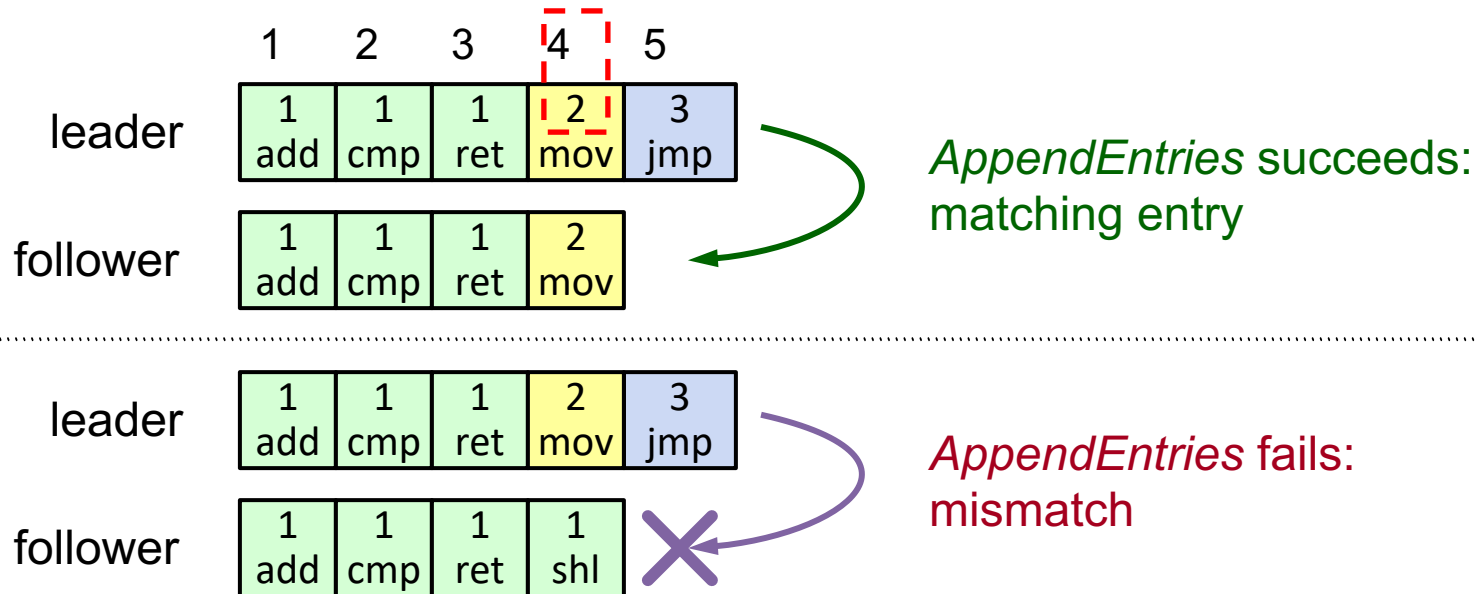 1 2 3 4 5
leader
1 1 1 2 3
add cmp ret mov jmp
AppendEntries succeeds:
matching entry
follower
1 1 1 2
add cmp ret mov
leader
1 1 1 2 3
add cmp ret mov jmp
AppendEntries fails:
mismatch
follower
1 1 1 1
add cmp ret shl